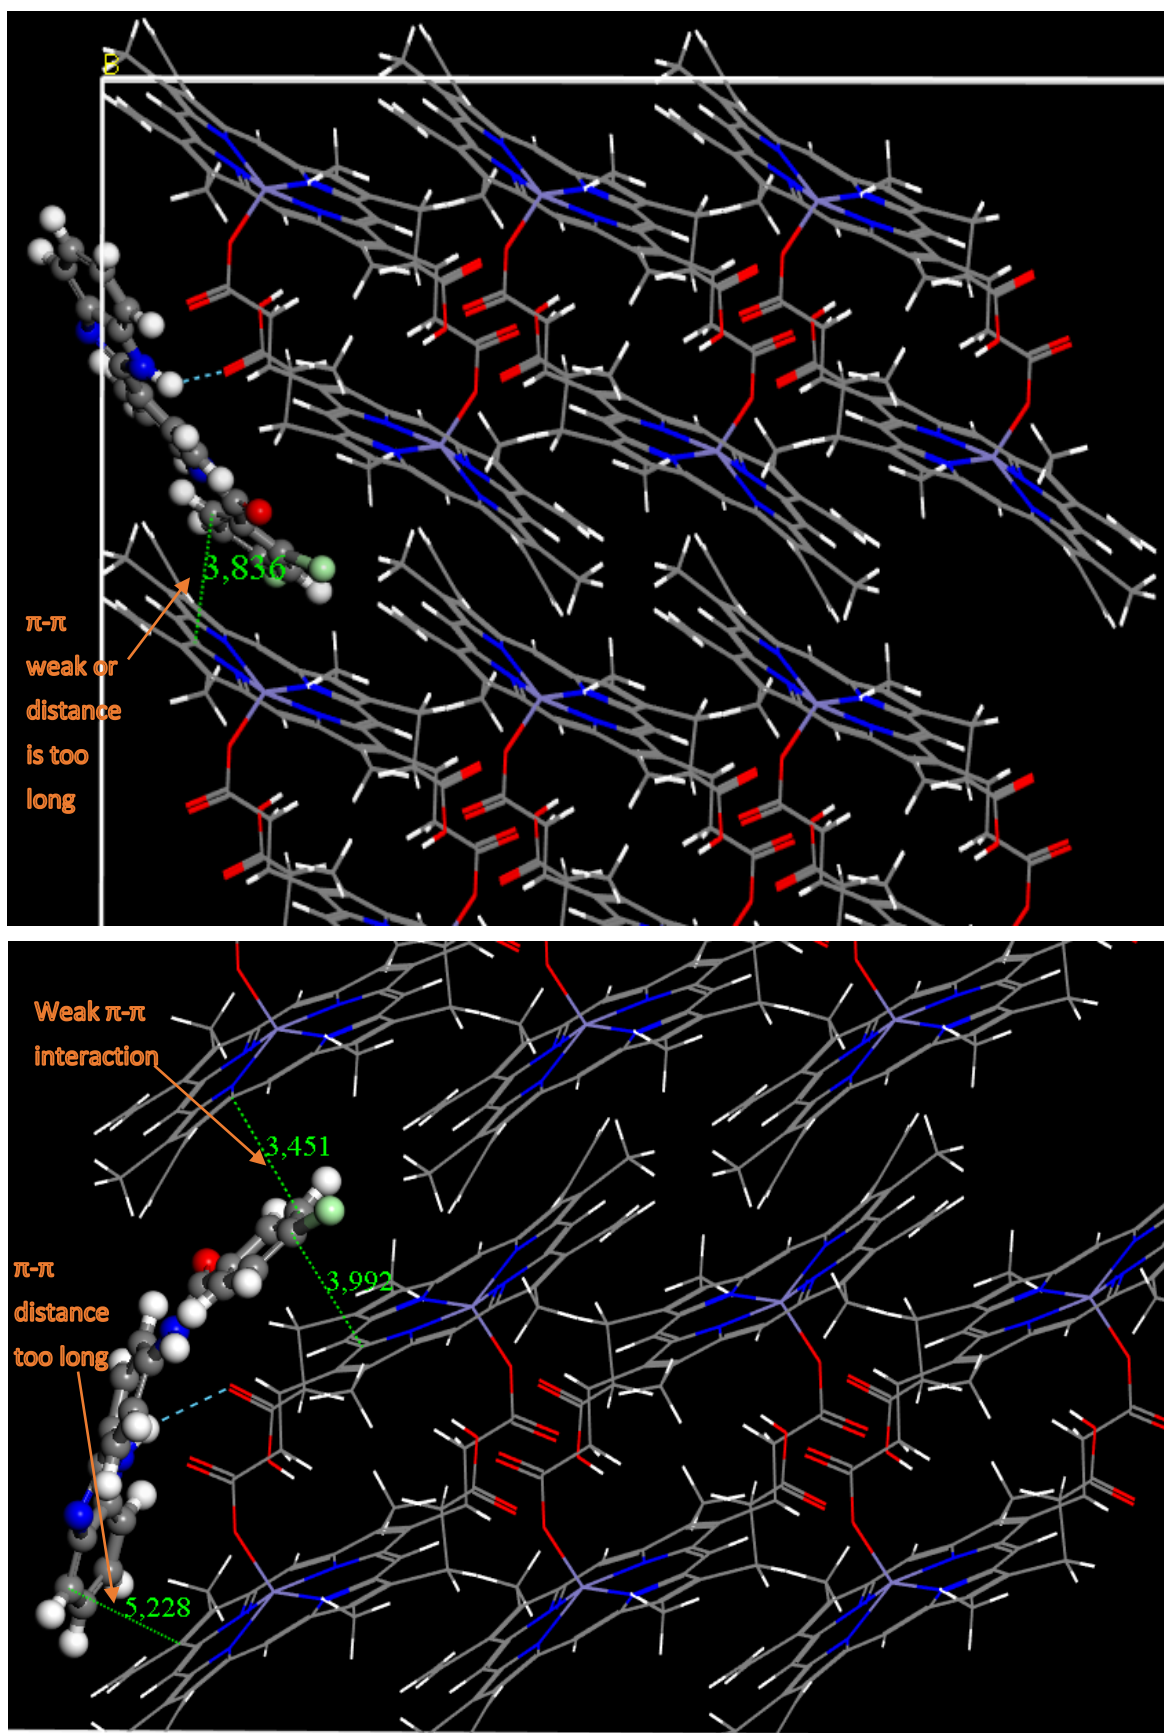 B
3,836
π-π
weak or
distance
is too
long
Weak π-π
interaction
3,451
3,992
π-π
distance
too long
5,228